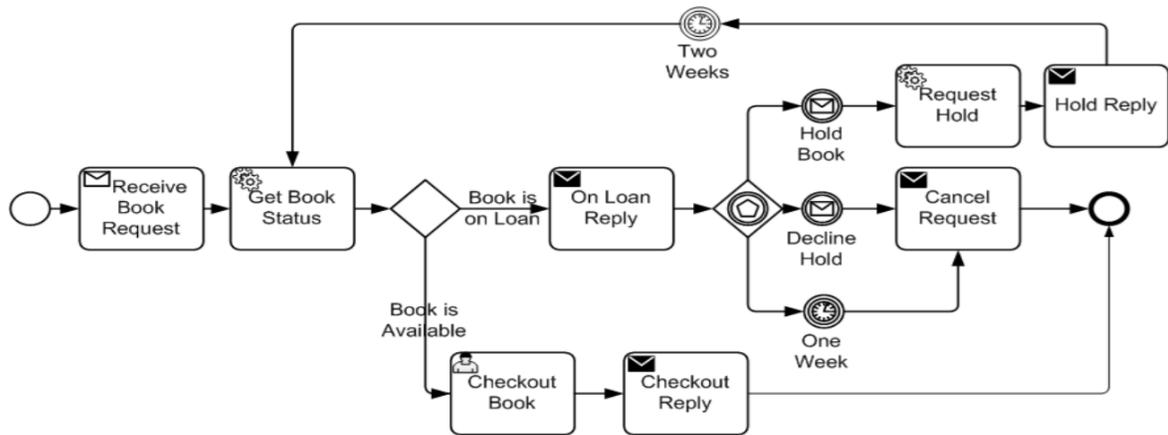 Two
Weeks
Request
Hold
Hold Reply
Hold
Book
Receive
Book
Request
Get Book
Status
Book is
on Loan
On Loan
Reply
Cancel
Request
Decline
Hold
Book is
Available
One
Week
Checkout
Book
Checkout
Reply